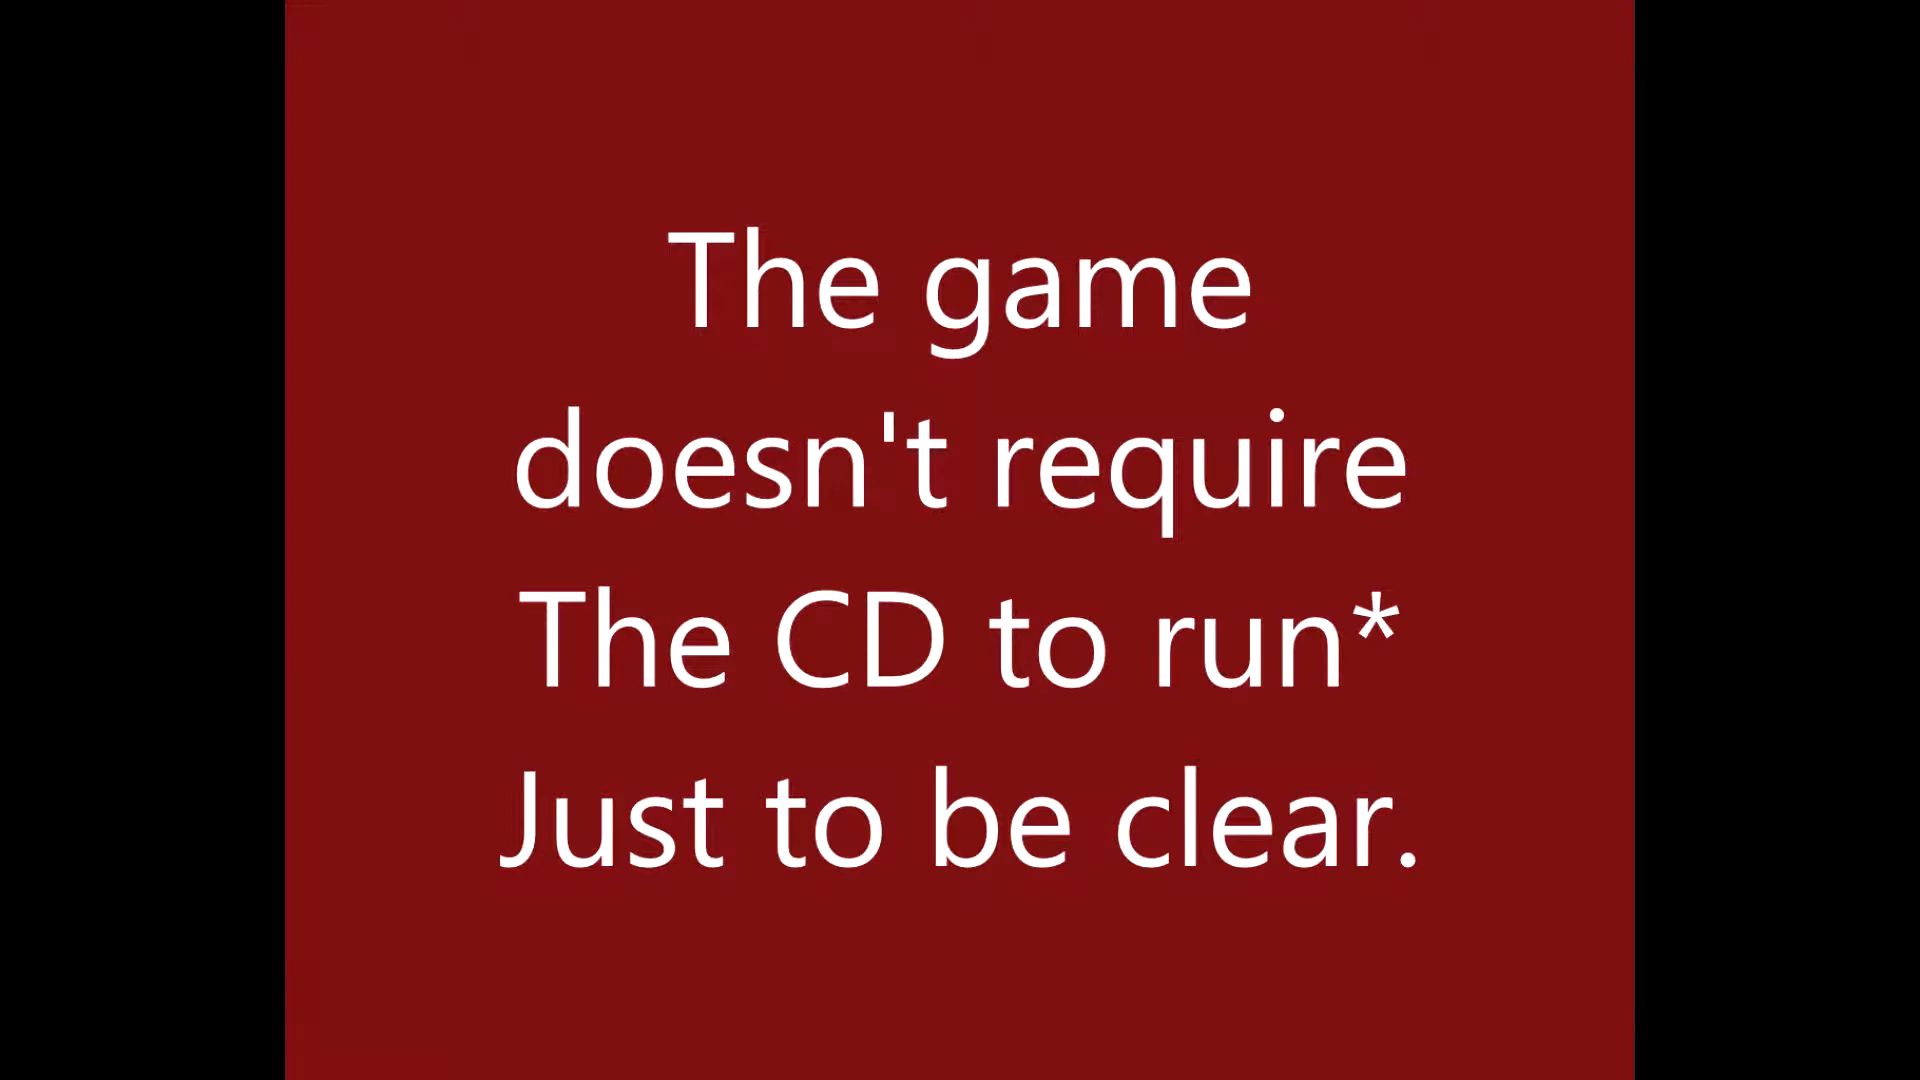 The game
doesn't require
The CD to run*
Just to be clear.